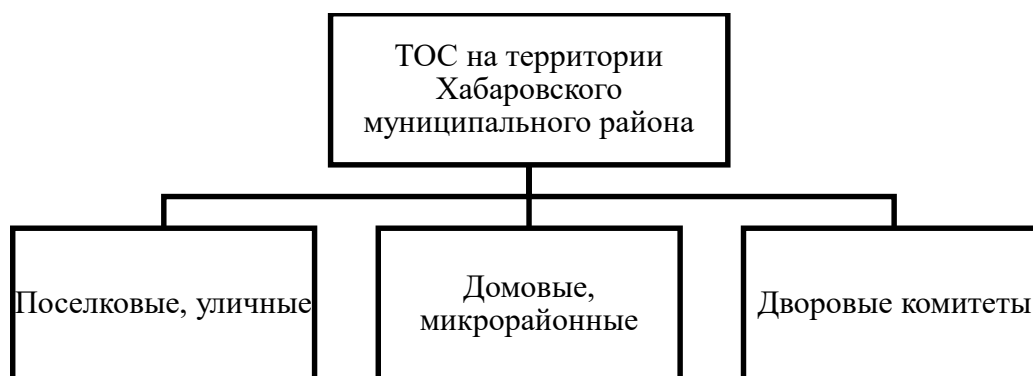 ТОС на территории
Хабаровского
муниципального района
Поселковые, уличные
Домовые,
микрорайонные
Дворовые комитеты